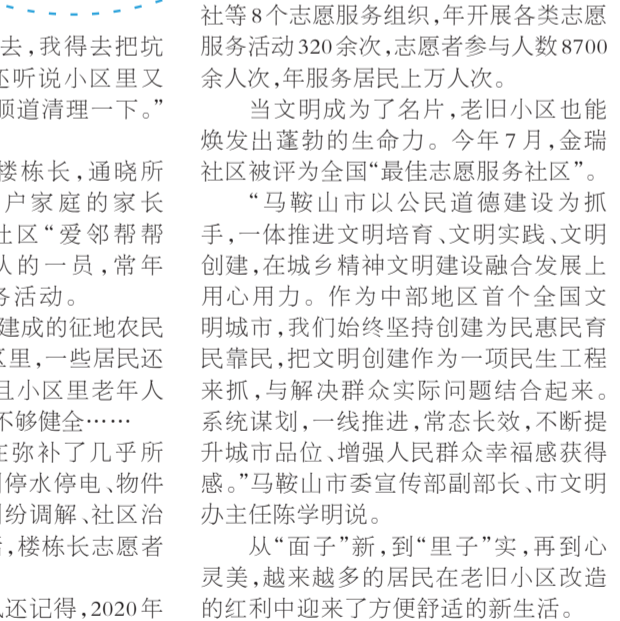 去,我得去把坑
还听说小区里又
顺道清理一下。”
楼栋长,通晓所
户家庭的家长
社区“爱邻帮帮
人的一员,常年
务活动。
建成的征地农民
区里,一些居民还
且小区里老年人
不够健全……
在弥补了几乎所
停水停电、物件
纠纷调解、社区治
,楼栋长志愿者
还记得,2020年
社等8个志愿服务组织,年开展各类志愿
服务活动320余次,志愿者参与人数8700
余人次,年服务居民上万人次。
当文明成为了名片,老旧小区也能
焕发出蓬勃的生命力。今年7月,金瑞
社区被评为全国“最佳志愿服务社区”。
“马鞍山市以公民道德建设为抓
手,一体推进文明培育、文明实践、文明
创建,在城乡精神文明建设融合发展上
用心用力。作为中部地区首个全国文
明城市,我们始终坚持创建为民惠民育
民靠民,把文明创建作为一项民生工程
来抓,与解决群众实际问题结合起来。
系统谋划,一线推进,常态长效,不断提
升城市品位、增强人民群众幸福感获得
感。”马鞍山市委宣传部副部长、市文明
办主任陈学明说。
从“面子”新,到“里子”实,再到心
灵美,越来越多的居民在老旧小区改造
的红利中迎来了方便舒适的新生活。